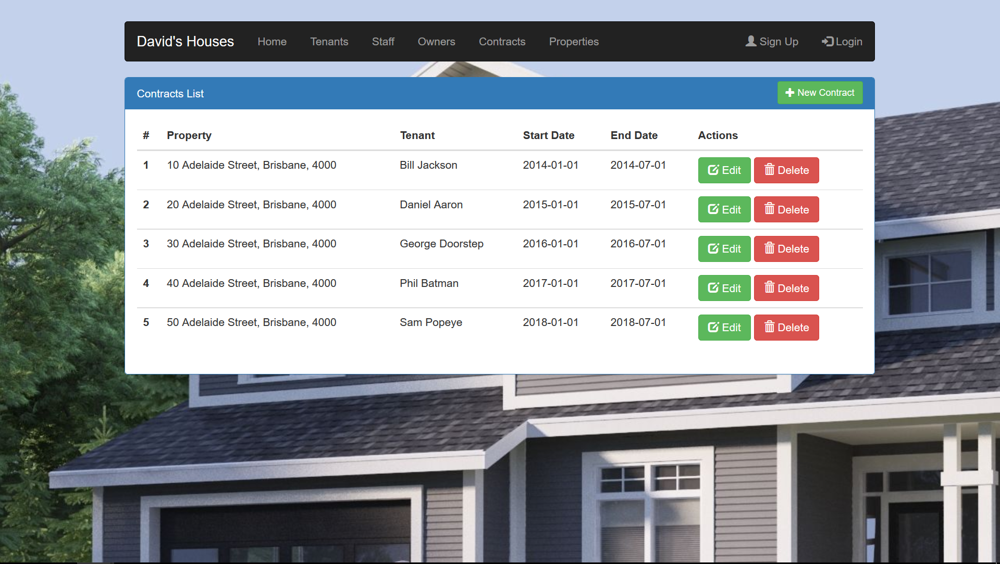 David's Houses Home Tenants Staff Owners Contracts Properties Sign Up Login
Contracts List New Contract
# Property Tenant Start Date End Date Actions
1 10 Adelaide Street, Brisbane, 4000 Bill Jackson 2014-01-01 2014-07-01 Edit Delete
2 20 Adelaide Street, Brisbane, 4000 Daniel Aaron 2015-01-01 2015-07-01 Edit Delete
3 30 Adelaide Street, Brisbane, 4000 George Doorstep 2016-01-01 2016-07-01 Edit Delete
4 40 Adelaide Street, Brisbane, 4000 Phil Batman 2017-01-01 2017-07-01 Edit Delete
5 50 Adelaide Street, Brisbane, 4000 Sam Popeye 2018-01-01 2018-07-01 Edit Delete